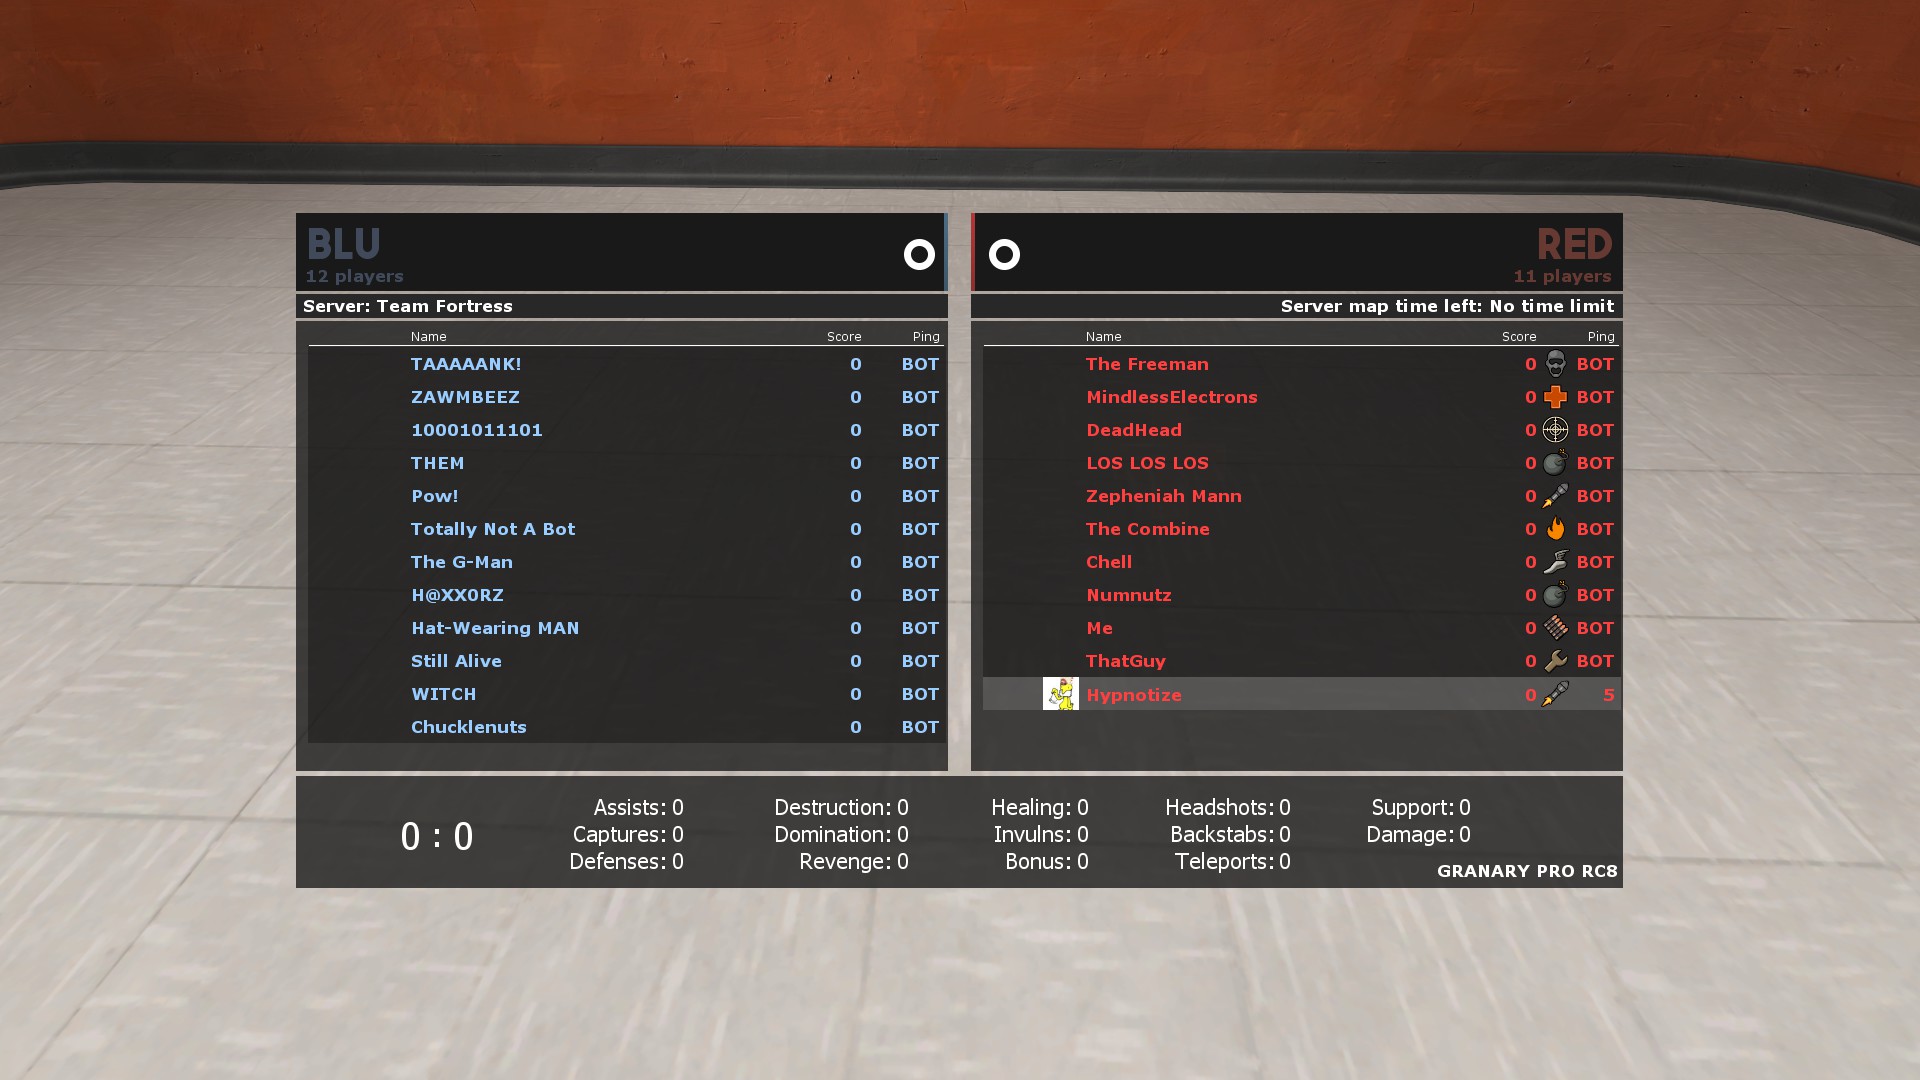 BLU
12 players
0
0
RED
11 players
Server: Team Fortress
Server map time left: No time limit
Name Score Ping
TAAAAANK! 0 BOT
ZAWMBEEZ 0 BOT
10001011101 0 BOT
THEM 0 BOT
Pow! 0 BOT
Totally Not A Bot 0 BOT
The G-Man 0 BOT
H@XX0RZ 0 BOT
Hat-Wearing MAN 0 BOT
Still Alive 0 BOT
WITCH 0 BOT
Chucklenuts 0 BOT
Name Score Ping
The Freeman 0 BOT
MindlessElectrons 0 BOT
DeadHead 0 BOT
LOS LOS LOS 0 BOT
Zepheniah Mann 0 BOT
The Combine 0 BOT
Chell 0 BOT
Numnutz 0 BOT
Me 0 BOT
ThatGuy 0 BOT
Hypnotize 0 5
0 : 0
Assists: 0 Destruction: 0 Healing: 0 Headshots: 0 Support: 0
Captures: 0 Domination: 0 Invulns: 0 Backstabs: 0 Damage: 0
Defenses: 0 Revenge: 0 Bonus: 0 Teleports: 0
GRANARY PRO RC8